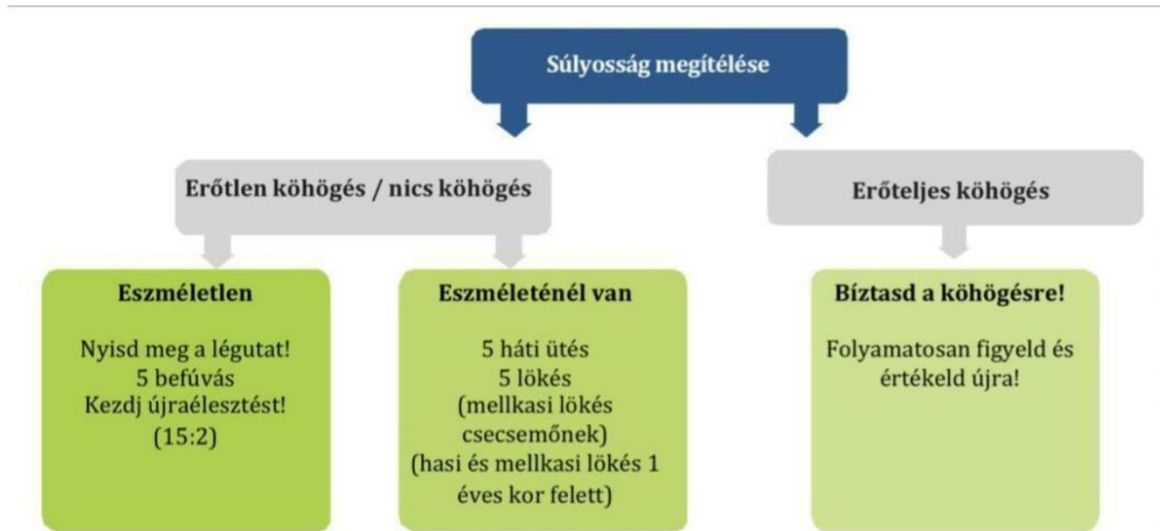 Súlyosság megítélése
Erőtlen köhögés / nics köhögés
Erőteljes köhögés
Eszméletlen
Nyisd meg a légutat!
5 befúvás
Kezdj újraélesztést!
(15:2)
Eszméleténél van
5 háti ütés
5 lökés
(mellkasi lökés
csecsemőnek)
(hasi és mellkasi lökés 1
éves kor felett)
Bíztasd a köhögésre!
Folyamatosan figyeld és
értékeld újra!